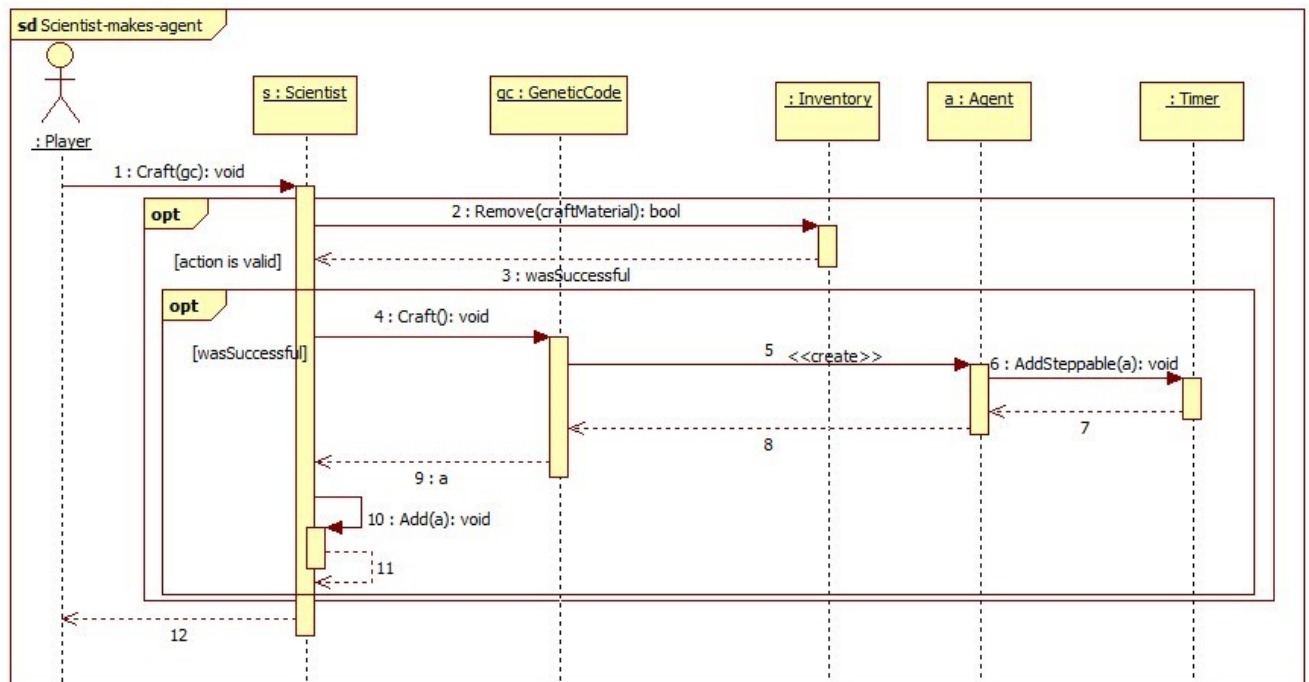 sd Scientist-makes-agent
: Player
s : Scientist
gc : GeneticCode
: Inventory
a : Agent
: Timer
1 : Craft(gc): void
opt
2 : Remove(craftMaterial): bool
[action is valid]
3 : wasSuccessful
opt
4 : Craft(): void
[wasSuccessful]
5 <<create>>
6 : AddSteppable(a): void
7
8
9 : a
10 : Add(a): void
11
12